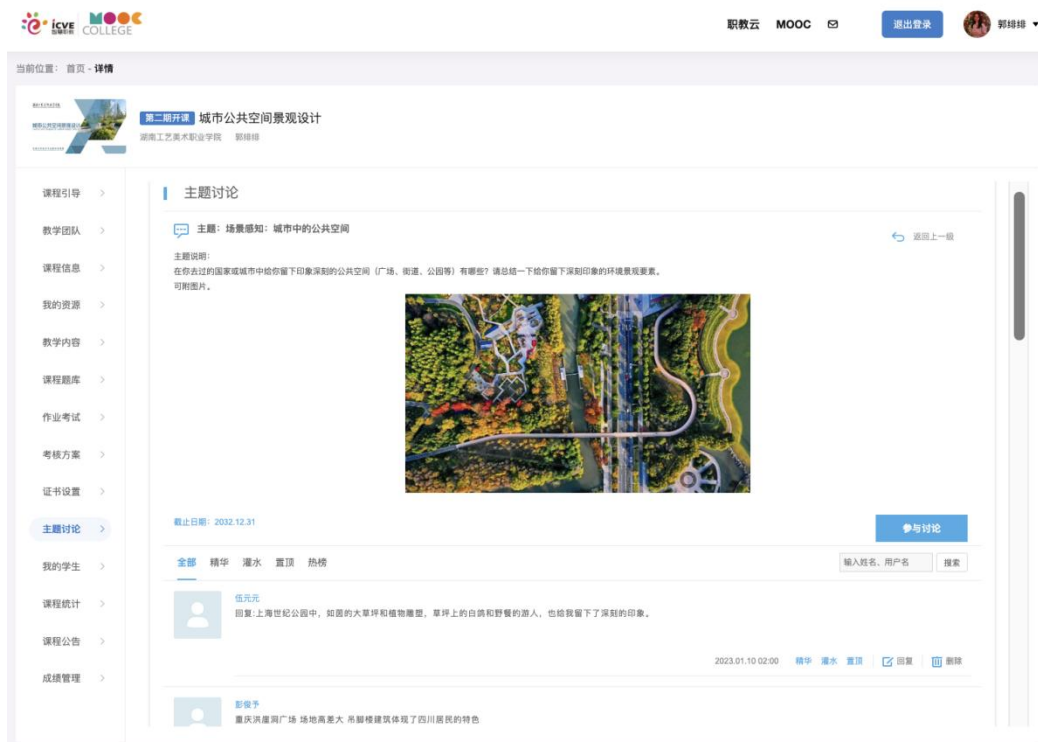 icve
智慧职教
MOOC
COLLEGE
职教云
MOOC
退出登录
郭绯绯
当前位置: 首页 - 详情
第二期开课 城市公共空间景观设计
湖南工艺美术职业学院 郭绯绯
课程引导
教学团队
课程信息
我的资源
教学内容
课程题库
作业考试
考核方案
证书设置
主题讨论
我的学生
课程统计
课程公告
成绩管理
主题讨论
主题:场景感知:城市中的公共空间
返回上一级
主题说明:
在你去过的国家或城市中给你留下印象深刻的公共空间(广场、街道、公园等)有哪些?请总结一下给你留下深刻印象的环境景观要素。
可附图片。
截止日期: 2032.12.31
参与讨论
全部 精华 灌水 置顶 热榜
输入姓名、用户名 搜索
伍元元
回复:上海世纪公园中,如茵的大草坪和植物雕塑,草坪上的白鸽和野餐的游人,也给我留下了深刻的印象。
2023.01.10 02:00 精华 灌水 置顶 回复 删除
彭俊予
重庆洪崖洞广场 场地高差大 吊脚楼建筑体现了四川居民的特色